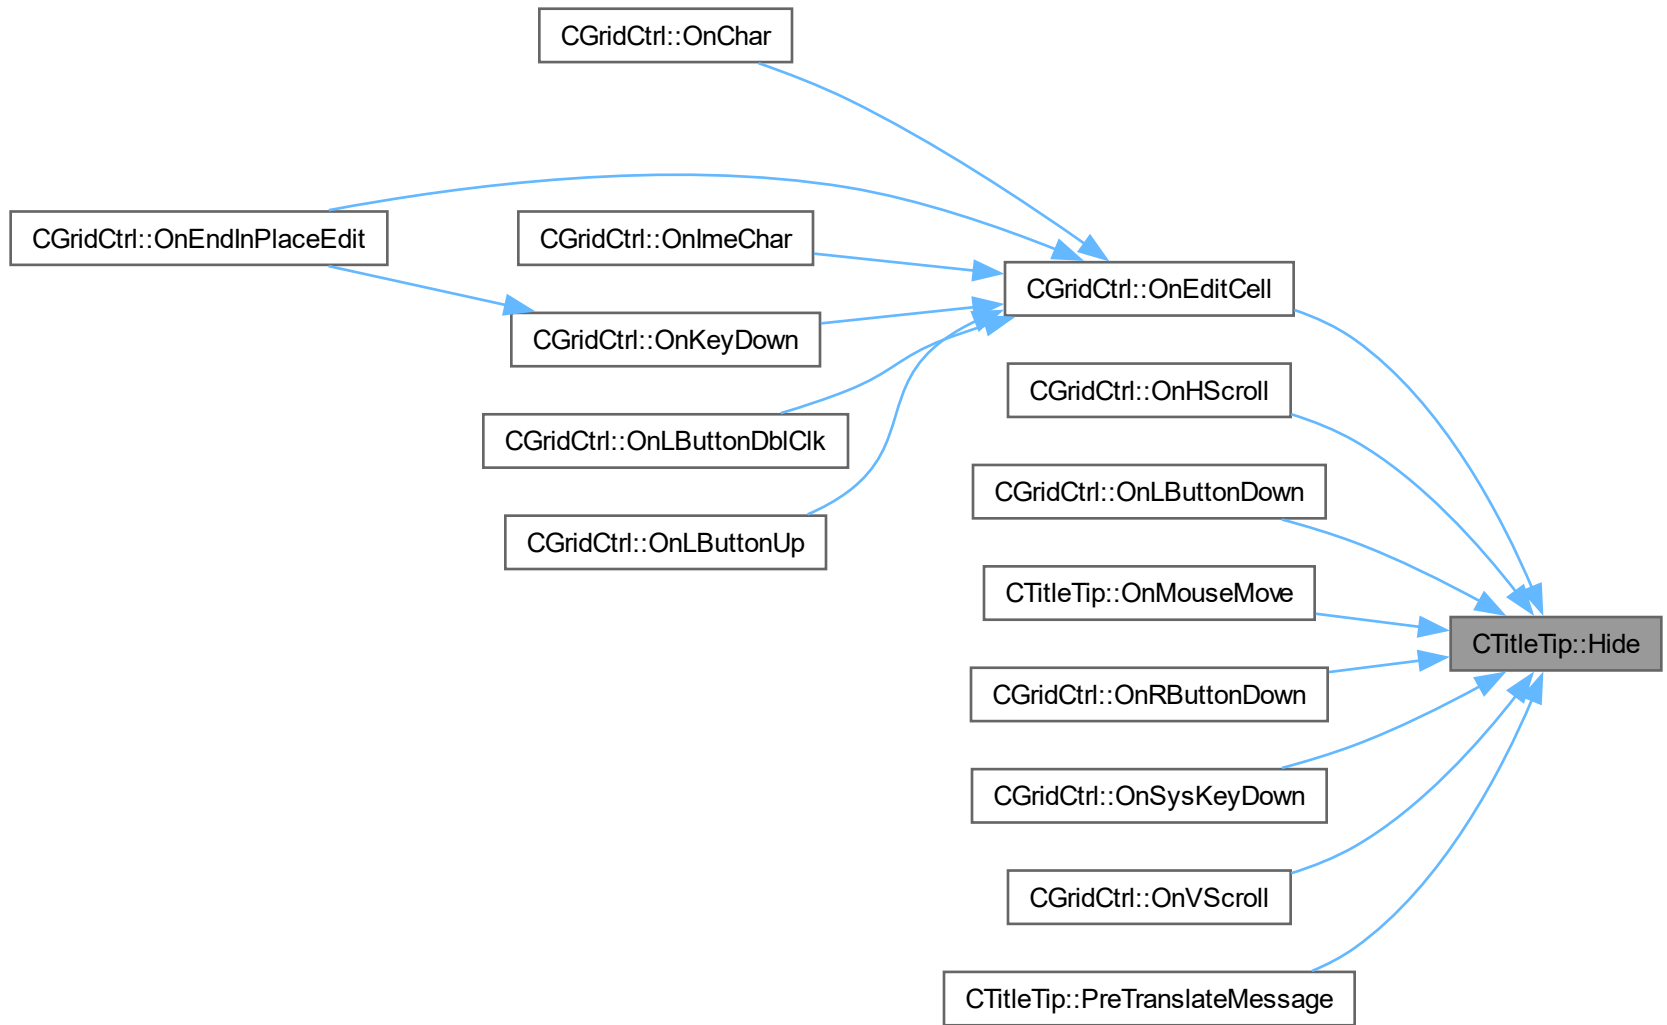 CGridCtrl::OnChar
CGridCtrl::OnEndInPlaceEdit
CGridCtrl::OnImeChar
CGridCtrl::OnEditCell
CGridCtrl::OnKeyDown
CGridCtrl::OnHScroll
CGridCtrl::OnLButtonDblClk
CGridCtrl::OnLButtonDown
CGridCtrl::OnLButtonUp
CTitleTip::OnMouseMove
CTitleTip::Hide
CGridCtrl::OnRButtonDown
CGridCtrl::OnSysKeyDown
CGridCtrl::OnVScroll
CTitleTip::PreTranslateMessage